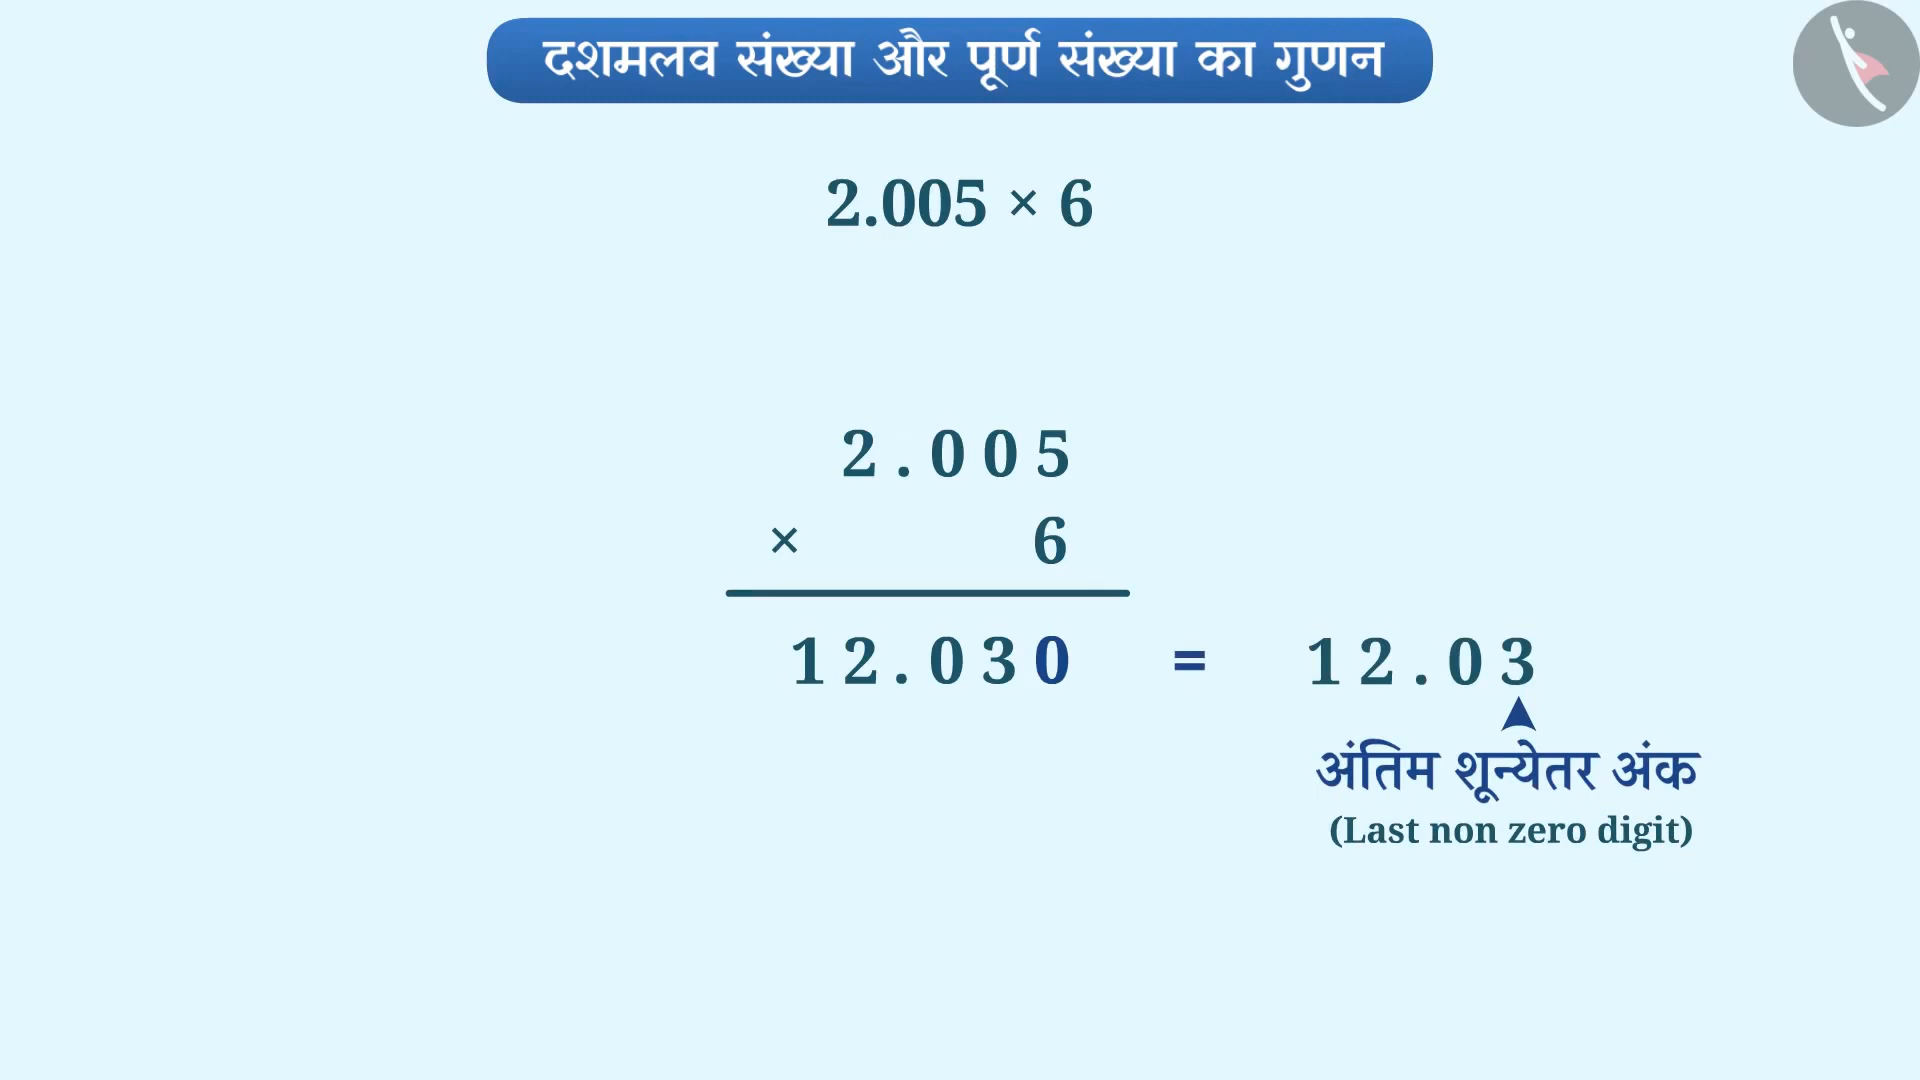 दशमलव संख्या और पूर्ण संख्या का गुणन
2.005 × 6
2.005
× 6
12.030 = 12.03
अंतिम शून्येतर अंक
(Last non zero digit)